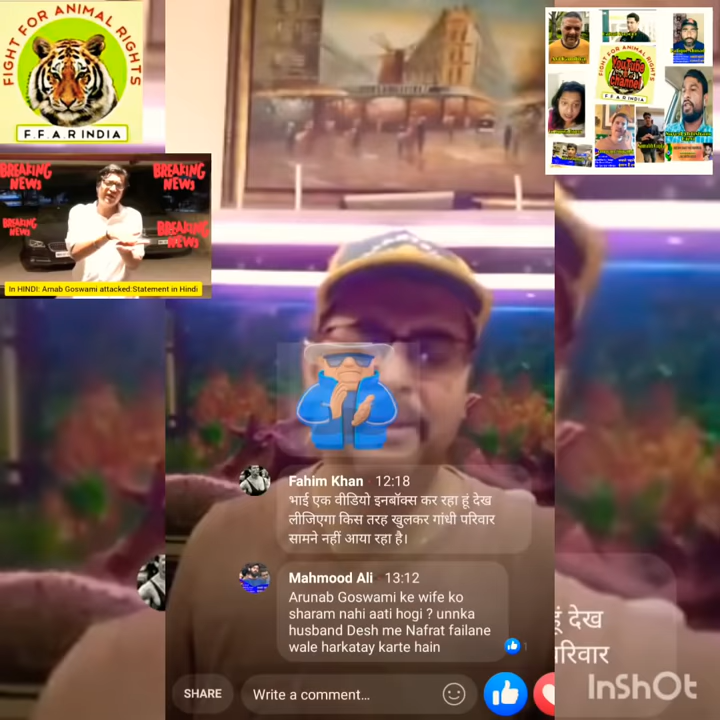 FIGHT FOR ANIMAL RIGHTS
F.F.A.R INDIA
BREAKING NEWS
BREAKING NEWS
BREAKING NEWS
BREAKING NEWS
In HINDI: Arnab Goswami attacked:Statement in Hindi
FIGHT FOR ANIMAL RIGHTS
YouTube
channel
F.F.A.R INDIA
Fahim Khan · 12:18
भाई एक वीडियो इनबॉक्स कर रहा हूं देख
लीजिएगा किस तरह खुलकर गांधी परिवार
सामने नहीं आया रहा है।
Mahmood Ali · 13:12
Arunab Goswami ke wife ko
sharam nahi aati hogi ? unnka
husband Desh me Nafrat failane
wale harkatay karte hain
1
SHARE
Write a comment...
हूं देख
रिवार
InShOt